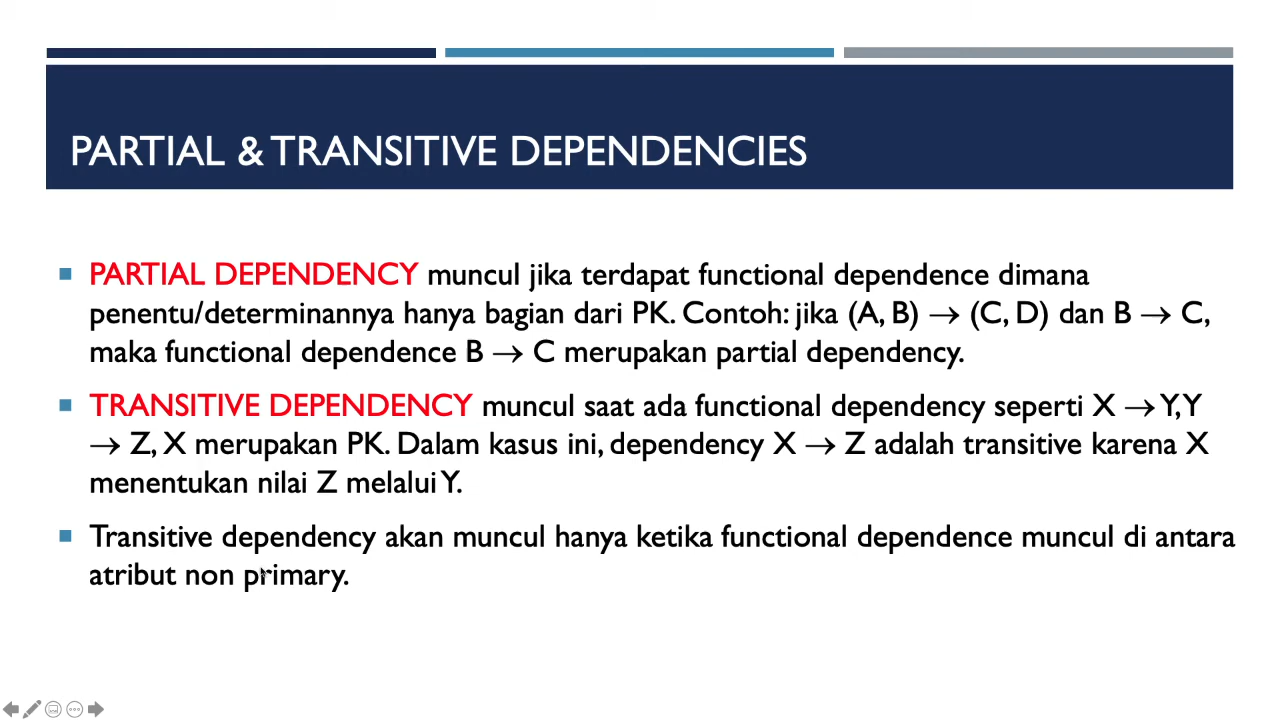 PARTIAL & TRANSITIVE DEPENDENCIES
PARTIAL DEPENDENCY muncul jika terdapat functional dependence dimana
penentu/determinannya hanya bagian dari PK. Contoh: jika (A, B) → (C, D) dan B → C,
maka functional dependence B → C merupakan partial dependency.
TRANSITIVE DEPENDENCY muncul saat ada functional dependency seperti X → Y, Y
→ Z, X merupakan PK. Dalam kasus ini, dependency X → Z adalah transitive karena X
menentukan nilai Z melalui Y.
Transitive dependency akan muncul hanya ketika functional dependence muncul di antara
atribut non primary.